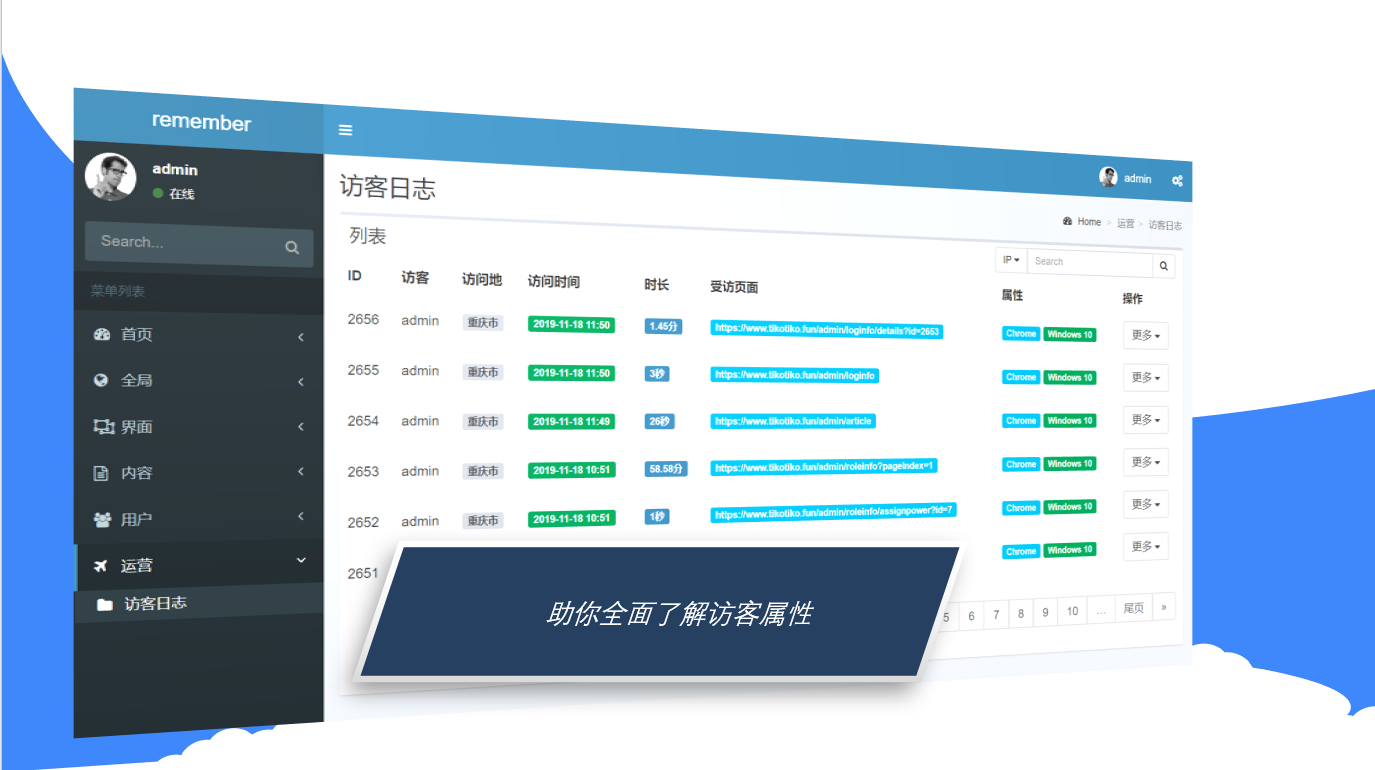 remember
admin
在线
Search...
菜单列表
首页
全局
界面
内容
用户
运营
访客日志
admin
访客日志
Home > 运营 > 访客日志
列表
IP Search
ID 访客 访问地 访问时间 时长 受访页面 属性 操作
2656 admin 重庆市 2019-11-18 11:50 1.45分 https://www.tikotiko.fun/admin/loginfo/details?id=2653 Chrome Windows 10 更多
2655 admin 重庆市 2019-11-18 11:50 3秒 https://www.tikotiko.fun/admin/loginfo Chrome Windows 10 更多
2654 admin 重庆市 2019-11-18 11:49 26秒 https://www.tikotiko.fun/admin/article Chrome Windows 10 更多
2653 admin 重庆市 2019-11-18 10:51 58.58分 https://www.tikotiko.fun/admin/roleinfo?pageIndex=1 Chrome Windows 10 更多
2652 admin 重庆市 2019-11-18 10:51 1秒 https://www.tikotiko.fun/admin/roleinfo/assignpower?id=7 Chrome Windows 10 更多
2651 Chrome Windows 10 更多
5 6 7 8 9 10 ... 尾页 »
助你全面了解访客属性